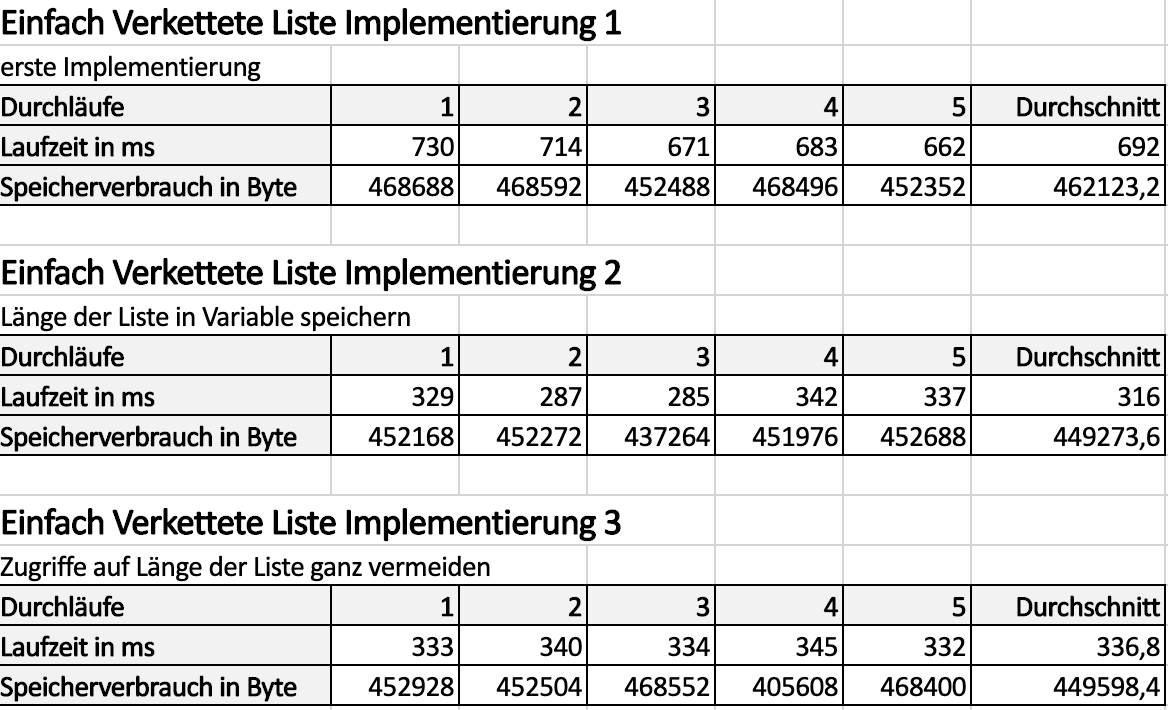 Einfach Verkettete Liste Implementierung 1
erste Implementierung
Durchläufe 1 2 3 4 5 Durchschnitt
Laufzeit in ms 730 714 671 683 662 692
Speicherverbrauch in Byte 468688 468592 452488 468496 452352 462123,2
Einfach Verkettete Liste Implementierung 2
Länge der Liste in Variable speichern
Durchläufe 1 2 3 4 5 Durchschnitt
Laufzeit in ms 329 287 285 342 337 316
Speicherverbrauch in Byte 452168 452272 437264 451976 452688 449273,6
Einfach Verkettete Liste Implementierung 3
Zugriffe auf Länge der Liste ganz vermeiden
Durchläufe 1 2 3 4 5 Durchschnitt
Laufzeit in ms 333 340 334 345 332 336,8
Speicherverbrauch in Byte 452928 452504 468552 405608 468400 449598,4